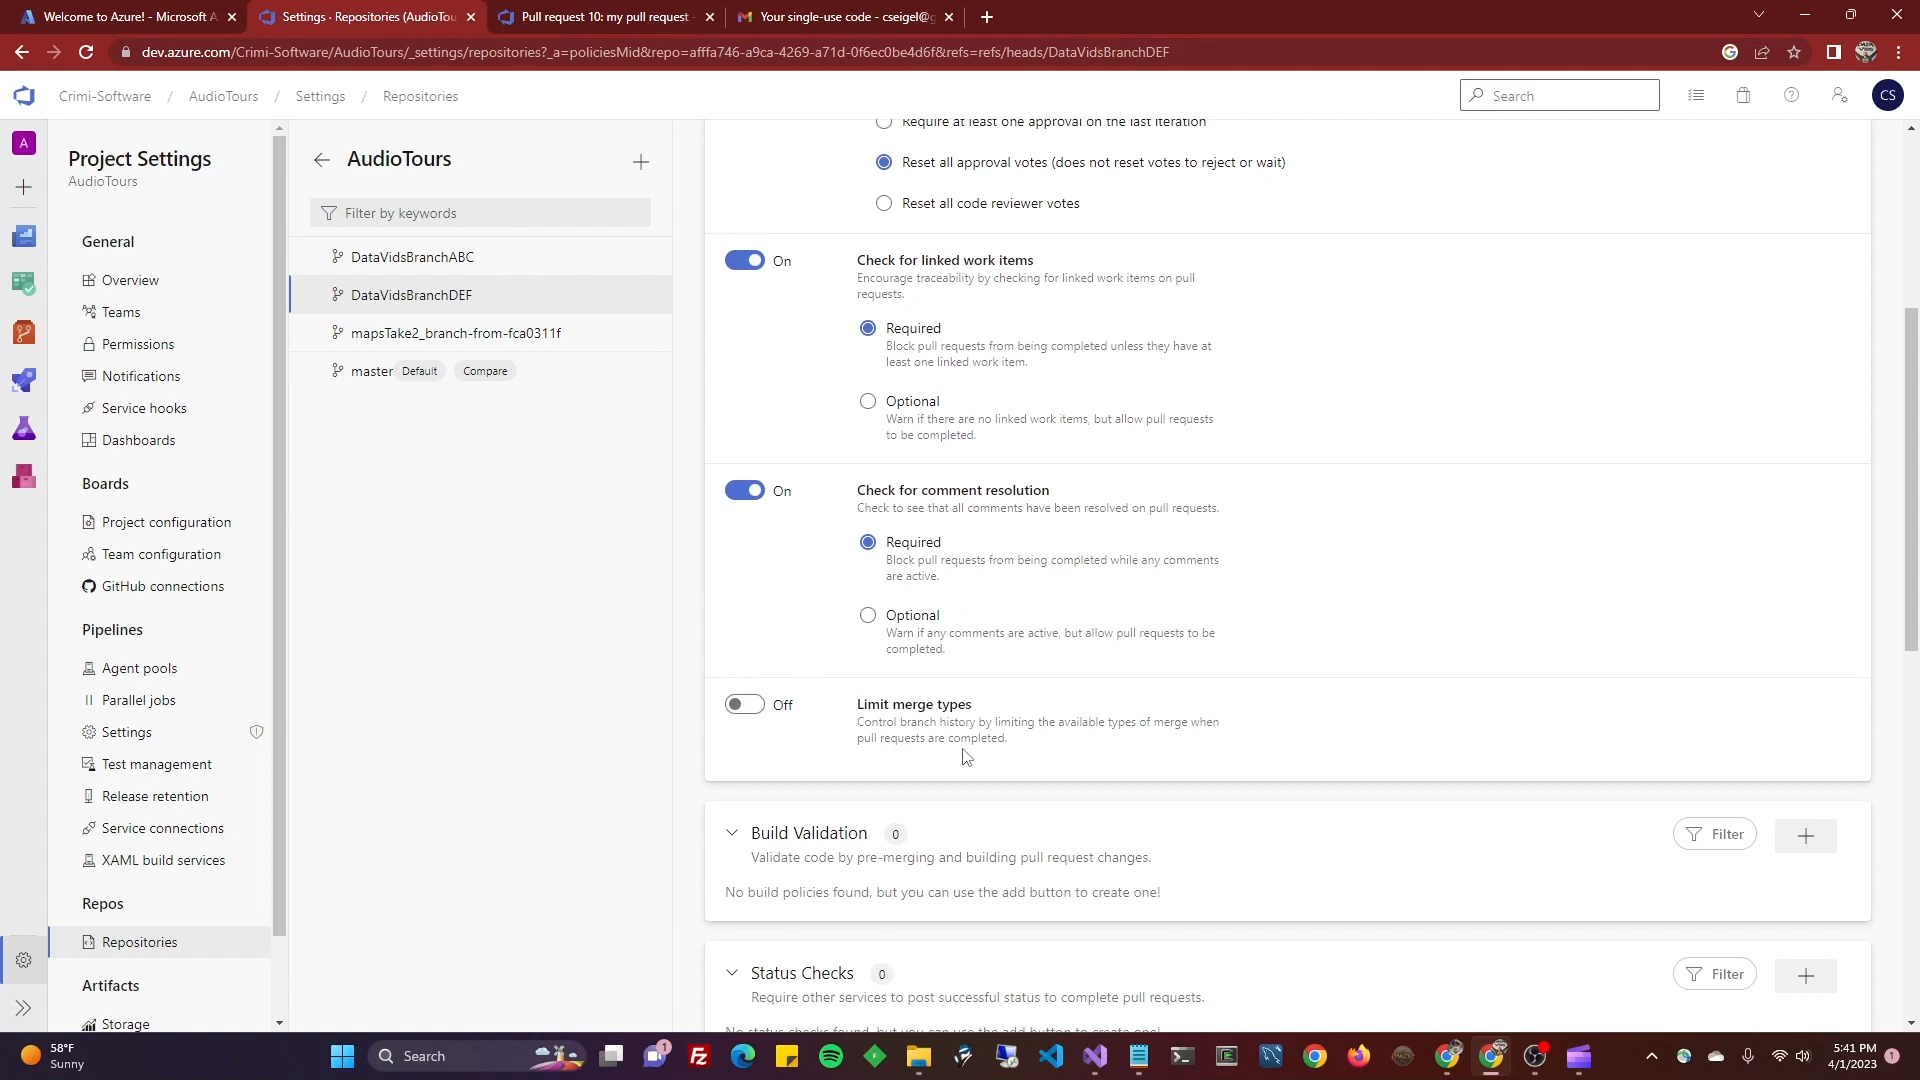 Welcome to Azure! - Microsoft A
Settings · Repositories (AudioTou
Pull request 10: my pull request -
Your single-use code - cseigel@g
dev.azure.com/Crimi-Software/AudioTours/_settings/repositories?_a=policiesMid&repo=afffa746-a9ca-4269-a71d-0f6ec0be4d6f&refs=refs/heads/DataVidsBranchDEF
Crimi-Software / AudioTours / Settings / Repositories
Search
CS
A
Project Settings
AudioTours
General
Overview
Teams
Permissions
Notifications
Service hooks
Dashboards
Boards
Project configuration
Team configuration
GitHub connections
Pipelines
Agent pools
Parallel jobs
Settings
Test management
Release retention
Service connections
XAML build services
Repos
Repositories
Artifacts
Storage
AudioTours
Filter by keywords
DataVidsBranchABC
DataVidsBranchDEF
mapsTake2_branch-from-fca0311f
master Default Compare
Require at least one approval on the last iteration
Reset all approval votes (does not reset votes to reject or wait)
Reset all code reviewer votes
On
Check for linked work items
Encourage traceability by checking for linked work items on pull
requests.
Required
Block pull requests from being completed unless they have at
least one linked work item.
Optional
Warn if there are no linked work items, but allow pull requests
to be completed.
On
Check for comment resolution
Check to see that all comments have been resolved on pull requests.
Required
Block pull requests from being completed while any comments
are active.
Optional
Warn if any comments are active, but allow pull requests to be
completed.
Off
Limit merge types
Control branch history by limiting the available types of merge when
pull requests are completed.
Build Validation 0
Filter
Validate code by pre-merging and building pull request changes.
No build policies found, but you can use the add button to create one!
Status Checks 0
Filter
Require other services to post successful status to complete pull requests.
No status checks found, but you can use the add button to create one!
58°F
Sunny
Search
1
5:41 PM
4/1/2023
1